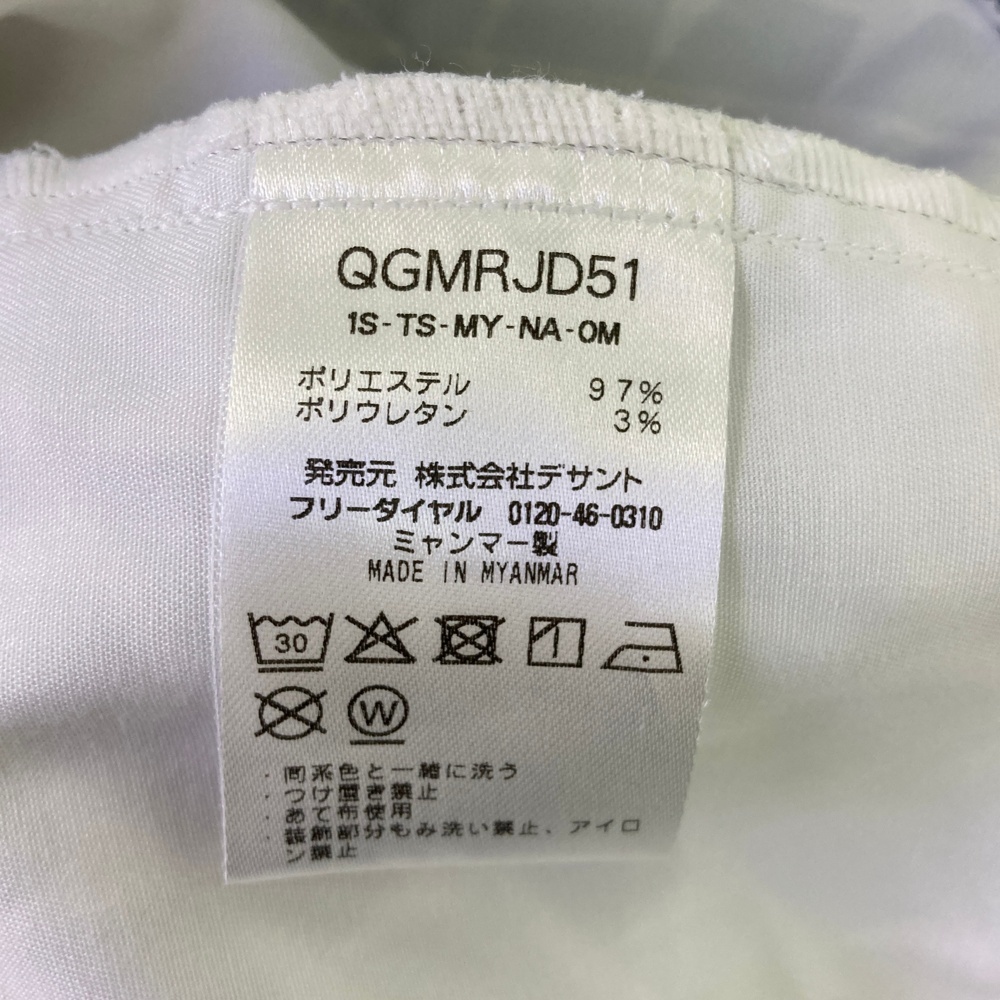 QGMRJD51
1S-TS-MY-NA-OM
ポリエステル 97%
ポリウレタン 3%
発売元 株式会社デサント
フリーダイヤル 0120-46-0310
ミャンマー製
MADE IN MYANMAR
30
W
・同系色と一緒に洗う
・つけ置き禁止
・あて布使用
・装飾部分もみ洗い禁止、アイロ
ン禁止